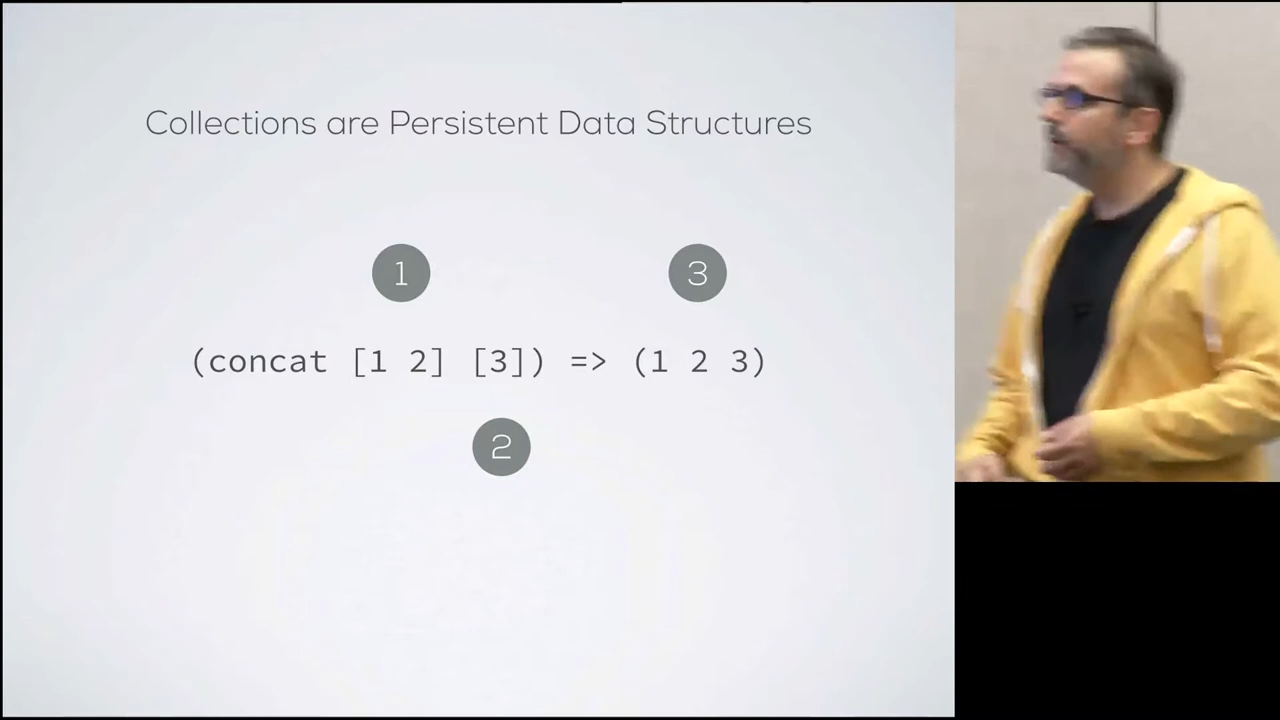 Collections are Persistent Data Structures
1
3
(concat [1 2] [3]) => (1 2 3)
2